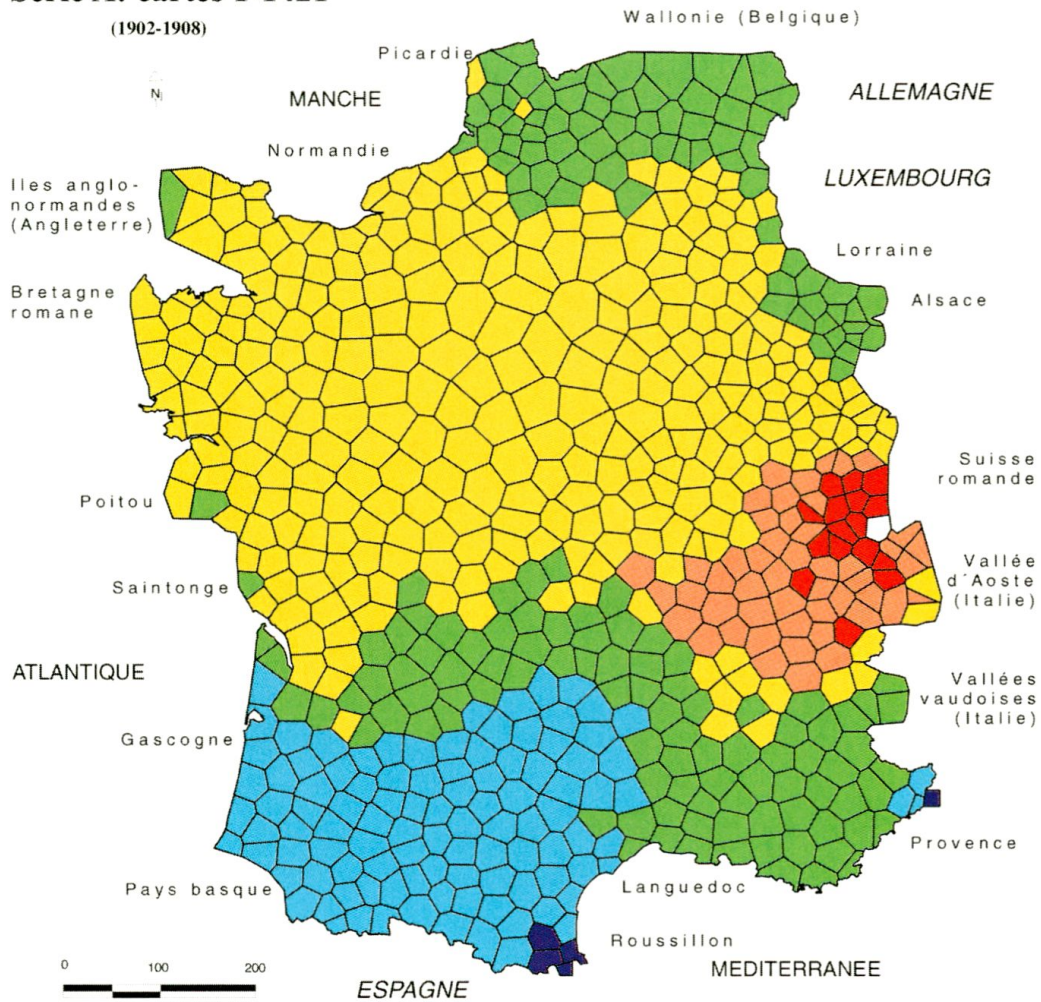 (1902-1908)
Wallonie (Belgique)
Picardie
N
MANCHE
ALLEMAGNE
Normandie
LUXEMBOURG
Iles anglo-
normandes
(Angleterre)
Lorraine
Bretagne
romane
Alsace
Suisse
romande
Poitou
Vallée
d'Aoste
(Italie)
Saintonge
ATLANTIQUE
Vallées
vaudoises
(Italie)
Gascogne
Provence
Pays basque
Languedoc
Roussillon
MEDITERRANEE
0 100 200
ESPAGNE